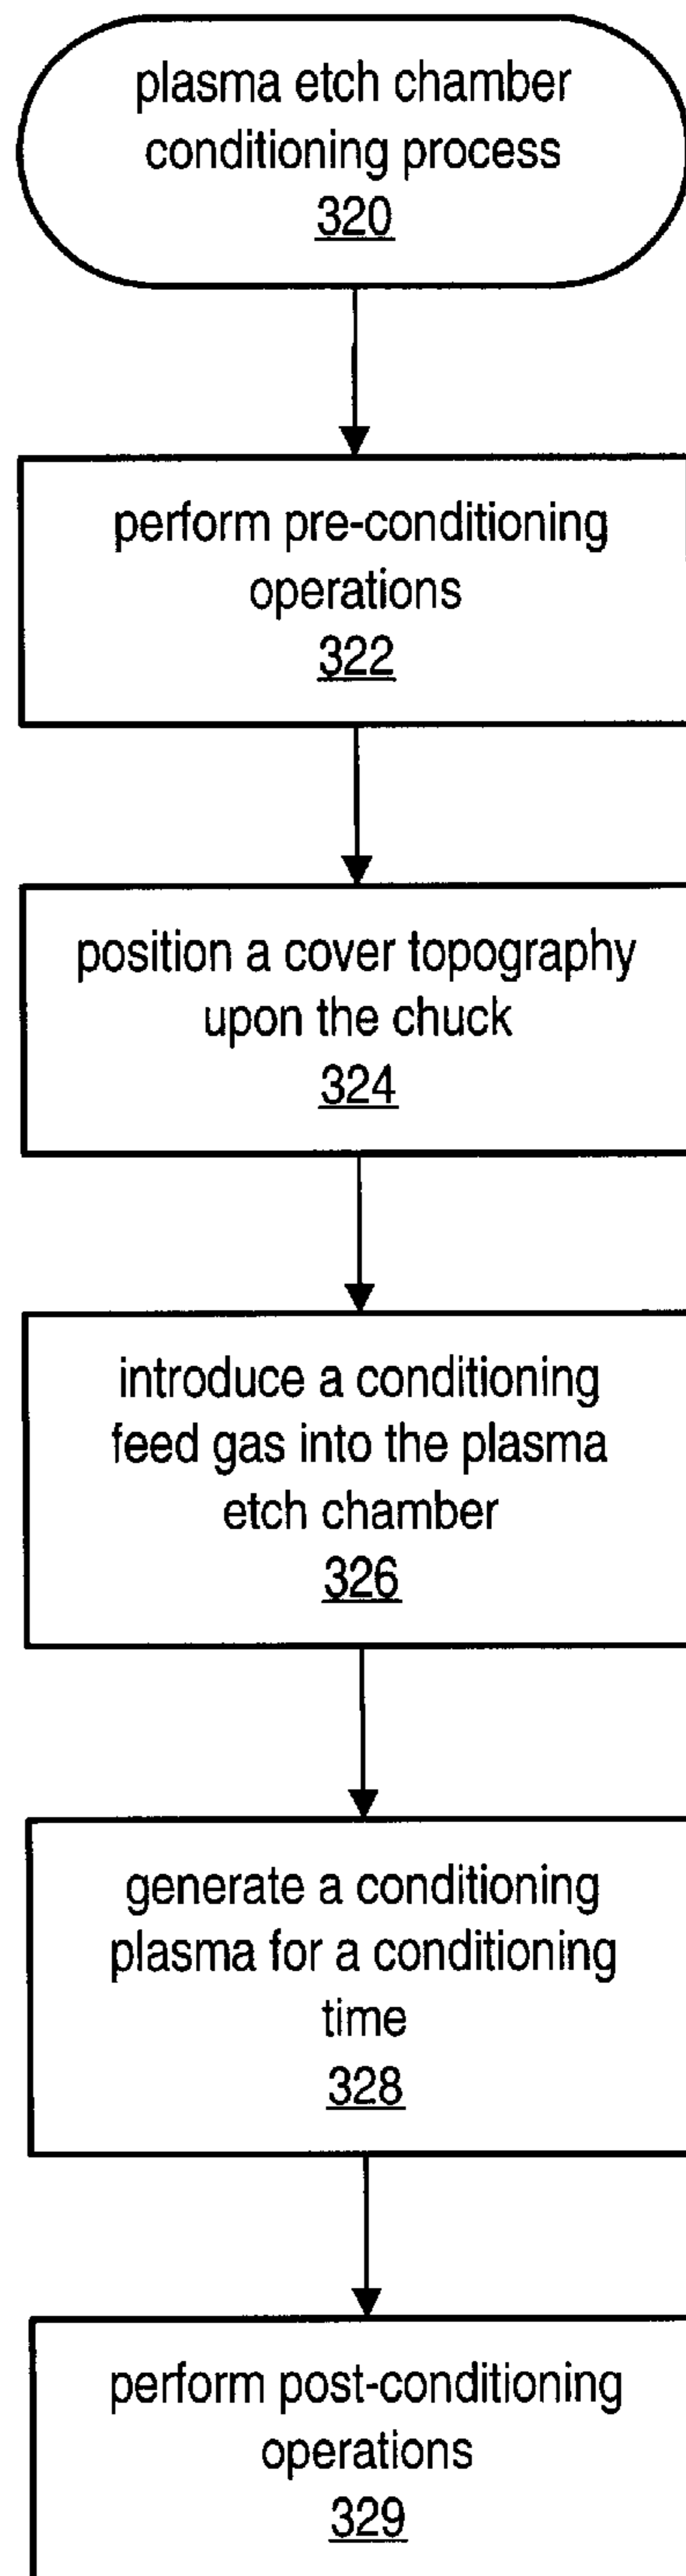 plasma etch chamber
conditioning process
320
perform pre-conditioning
operations
322
position a cover topography
upon the chuck
324
introduce a conditioning
feed gas into the plasma
etch chamber
326
generate a conditioning
plasma for a conditioning
time
328
perform post-conditioning
operations
329